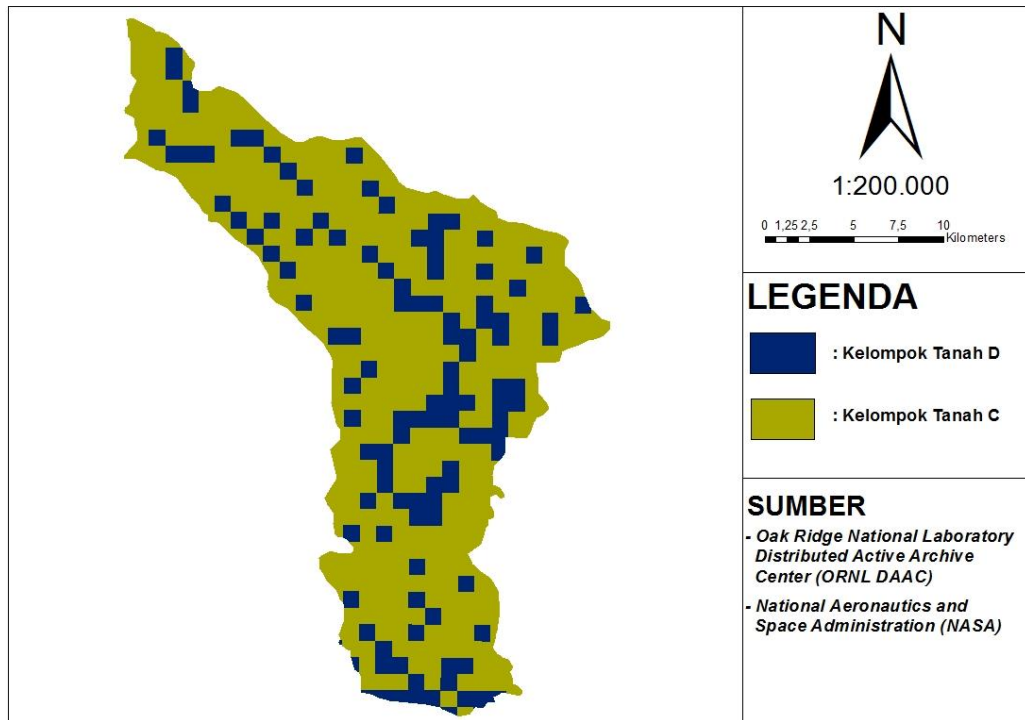 N
1:200.000
0 1,25 2,5 5 7,5 10
Kilometers
LEGENDA
: Kelompok Tanah D
: Kelompok Tanah C
SUMBER
- Oak Ridge National Laboratory
Distributed Active Archive
Center (ORNL DAAC)
- National Aeronautics and
Space Administration (NASA)